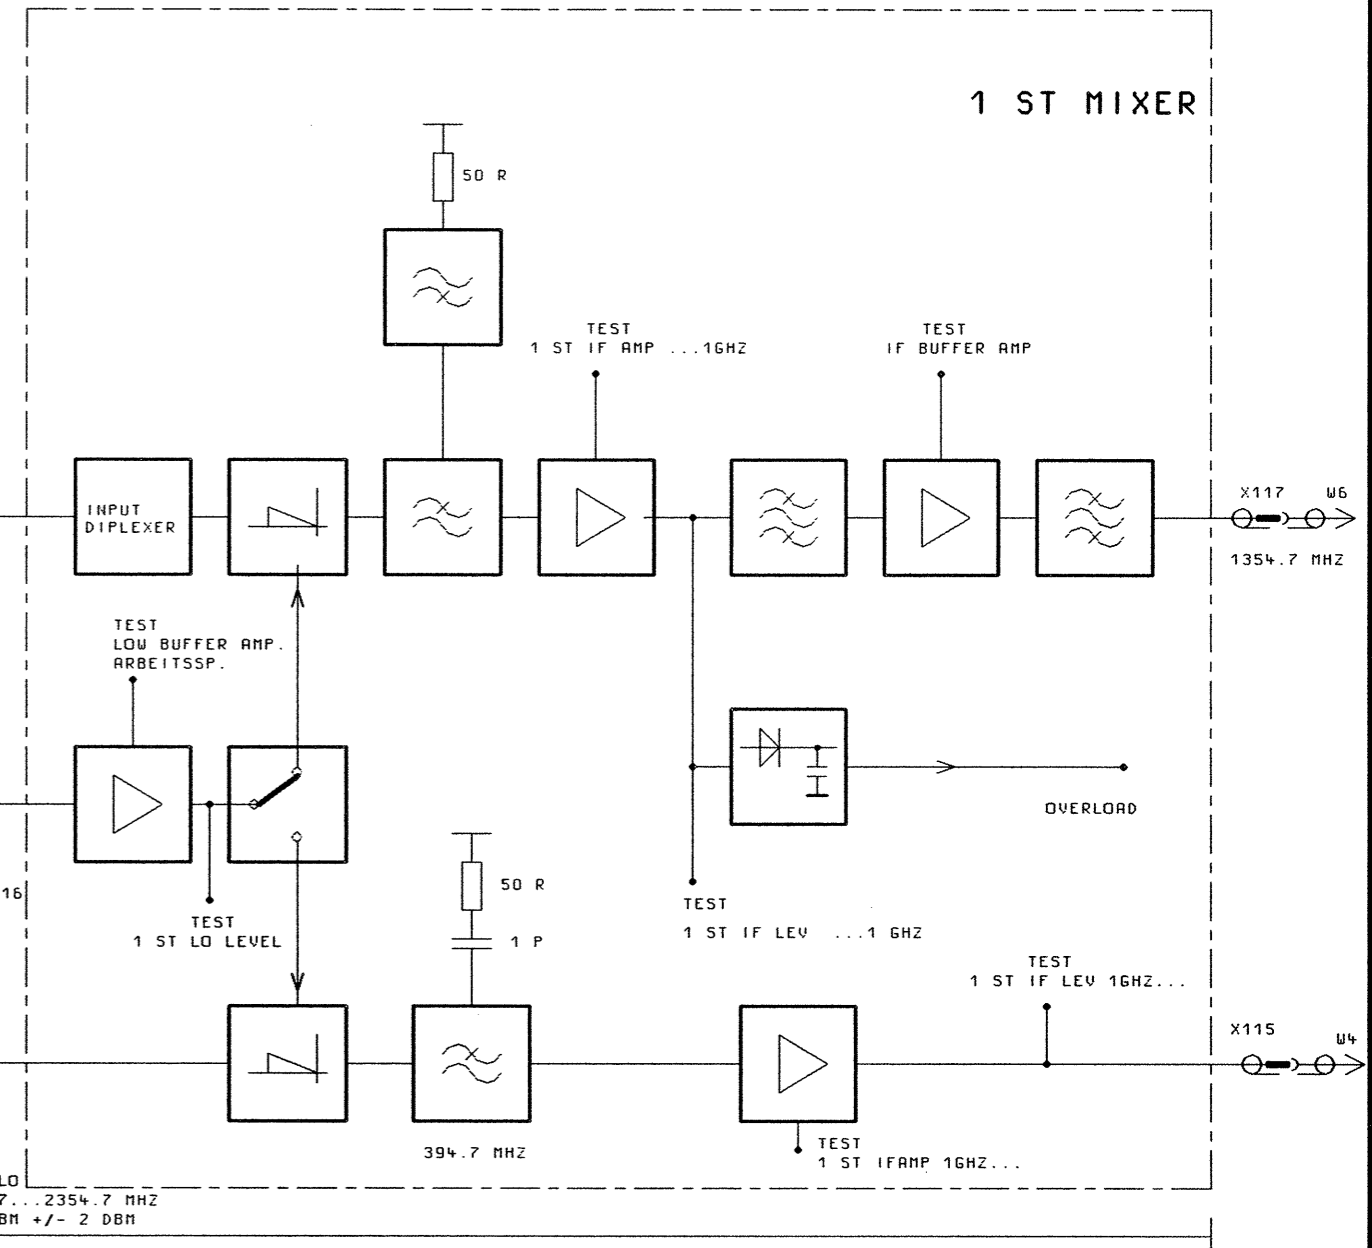 1 ST MIXER
50 R
TEST
1 ST IF AMP ...1GHZ
TEST
IF BUFFER AMP
INPUT
DIPLEXER
X117
W6
1354.7 MHZ
TEST
LOW BUFFER AMP.
ARBEITSSP.
OVERLOAD
50 R
1 P
16
TEST
1 ST LO LEVEL
TEST
1 ST IF LEV ...1 GHZ
TEST
1 ST IF LEV 1GHZ...
X115
W4
394.7 MHZ
TEST
1 ST IFAMP 1GHZ...
LO
7...2354.7 MHZ
BM +/- 2 DBM